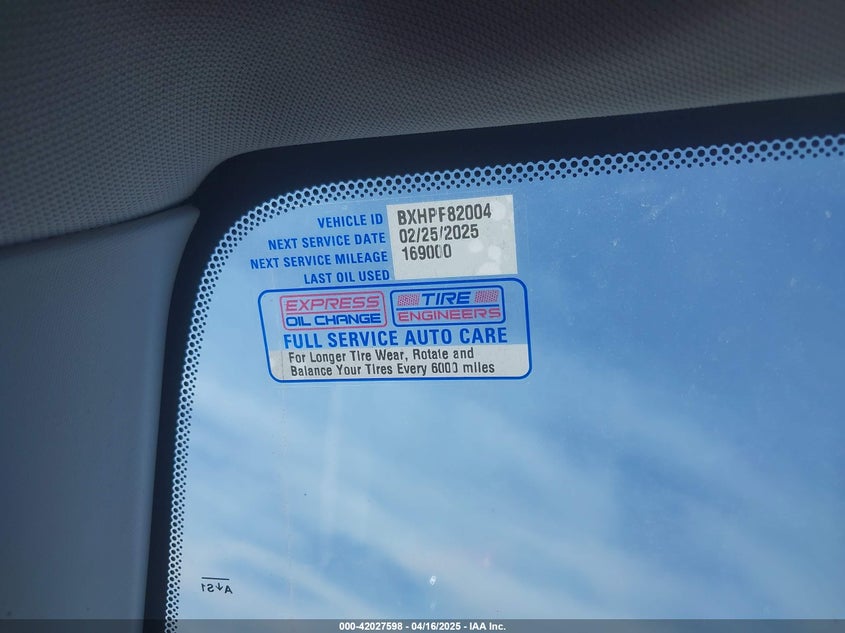 VEHICLE ID BXHPF82004
NEXT SERVICE DATE 02/25/2025
NEXT SERVICE MILEAGE 169000
LAST OIL USED
EXPRESS TIRE
OIL CHANGE ENGINEERS
FULL SERVICE AUTO CARE
For Longer Tire Wear, Rotate and
Balance Your Tires Every 6000 miles
AS1
000-42027598 - 04/16/2025 - IAA Inc.